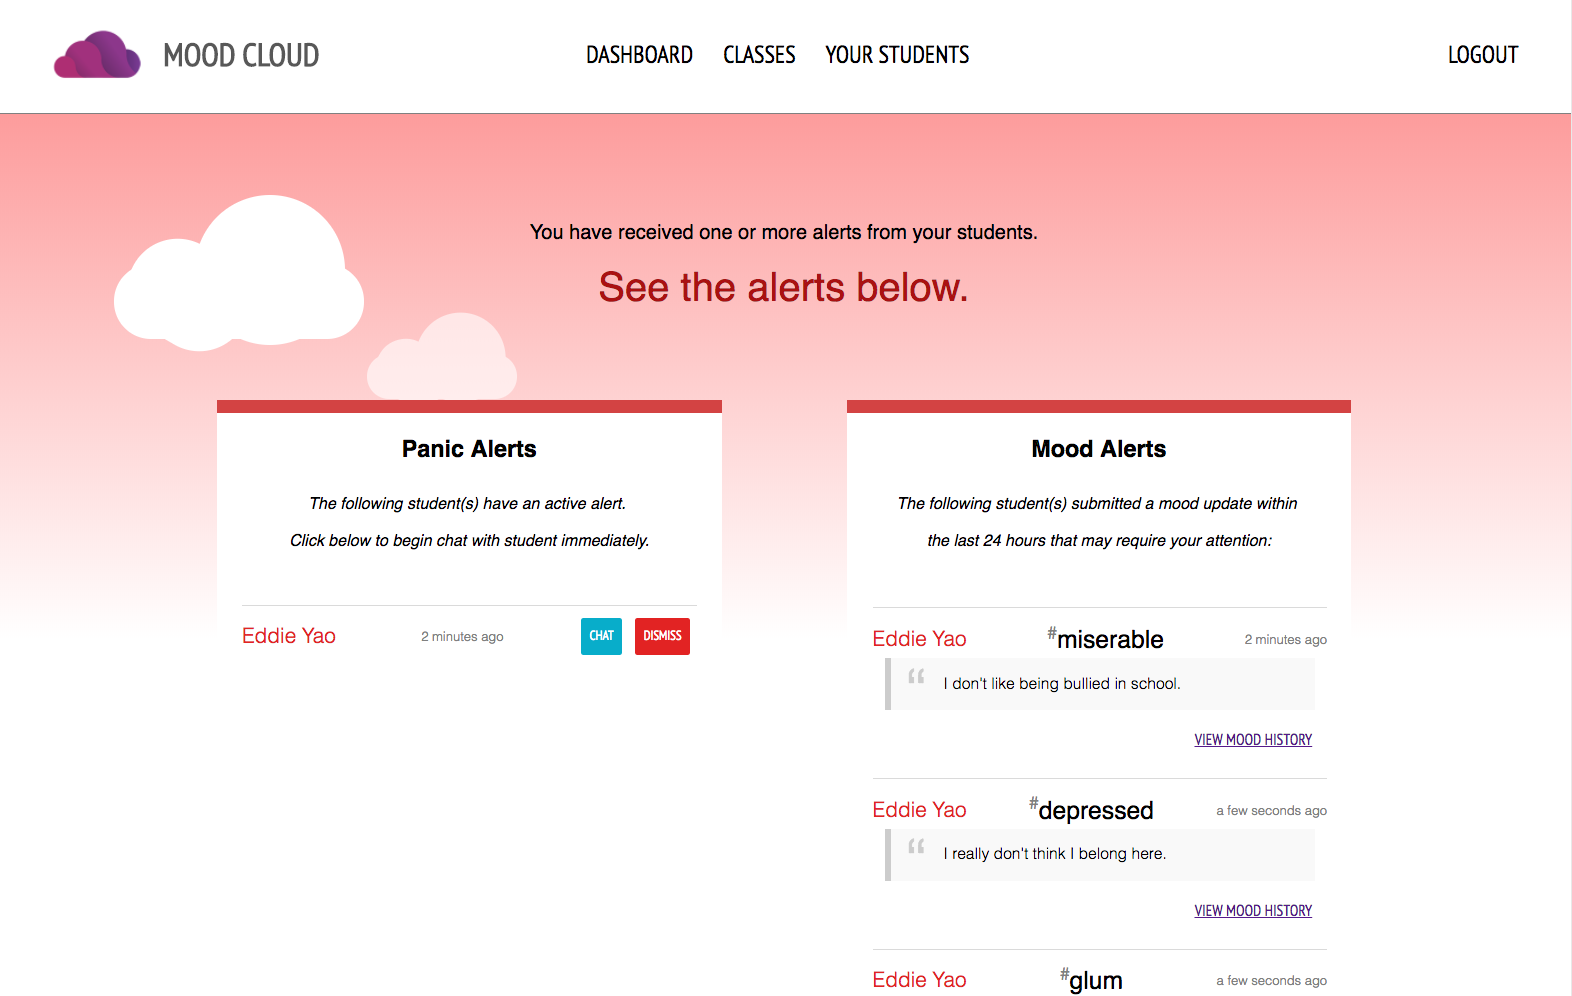 MOOD CLOUD
DASHBOARD CLASSES YOUR STUDENTS
LOGOUT
You have received one or more alerts from your students.
See the alerts below.
Panic Alerts
The following student(s) have an active alert.
Click below to begin chat with student immediately.
Eddie Yao 2 minutes ago CHAT DISMISS
Mood Alerts
The following student(s) submitted a mood update within
the last 24 hours that may require your attention:
Eddie Yao #miserable 2 minutes ago
“ I don't like being bullied in school.
VIEW MOOD HISTORY
Eddie Yao #depressed a few seconds ago
“ I really don't think I belong here.
VIEW MOOD HISTORY
Eddie Yao #glum a few seconds ago